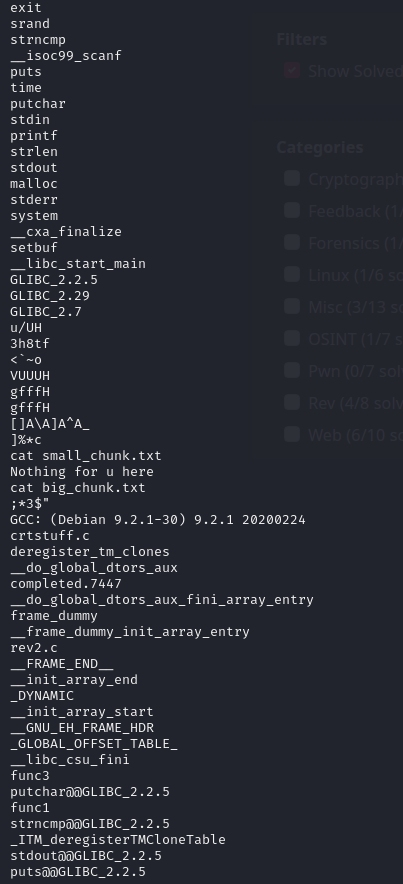 exit
srand
strncmp
__isoc99_scanf
puts
time
putchar
stdin
printf
strlen
stdout
malloc
stderr
system
__cxa_finalize
setbuf
__libc_start_main
GLIBC_2.2.5
GLIBC_2.29
GLIBC_2.7
u/UH
3h8tf
<`~o
VUUUH
gfffH
gfffH
[]A\A]A^A_
]%*c
cat small_chunk.txt
Nothing for u here
cat big_chunk.txt
;*3$"
GCC: (Debian 9.2.1-30) 9.2.1 20200224
crtstuff.c
deregister_tm_clones
__do_global_dtors_aux
completed.7447
__do_global_dtors_aux_fini_array_entry
frame_dummy
__frame_dummy_init_array_entry
rev2.c
__FRAME_END__
__init_array_end
_DYNAMIC
__init_array_start
__GNU_EH_FRAME_HDR
_GLOBAL_OFFSET_TABLE_
__libc_csu_fini
func3
putchar@@GLIBC_2.2.5
func1
strncmp@@GLIBC_2.2.5
_ITM_deregisterTMCloneTable
stdout@@GLIBC_2.2.5
puts@@GLIBC_2.2.5
Filters
Show Solved
Categories
Cryptograph
Feedback (1/
Forensics (1/
Linux (1/6 so
Misc (3/13 so
OSINT (1/7 s
Pwn (0/7 solv
Rev (4/8 solv
Web (6/10 so